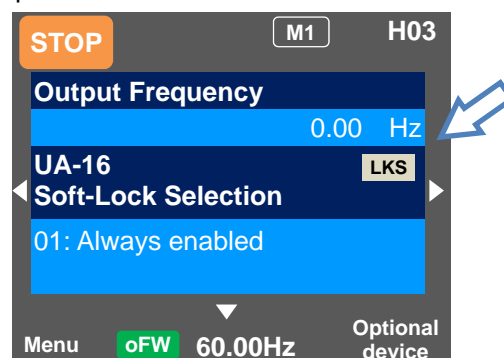 STOP M1 H03
Output Frequency
0.00 Hz
UA-16 LKS
Soft-Lock Selection
01: Always enabled
Menu oFW 60.00Hz Optional
device